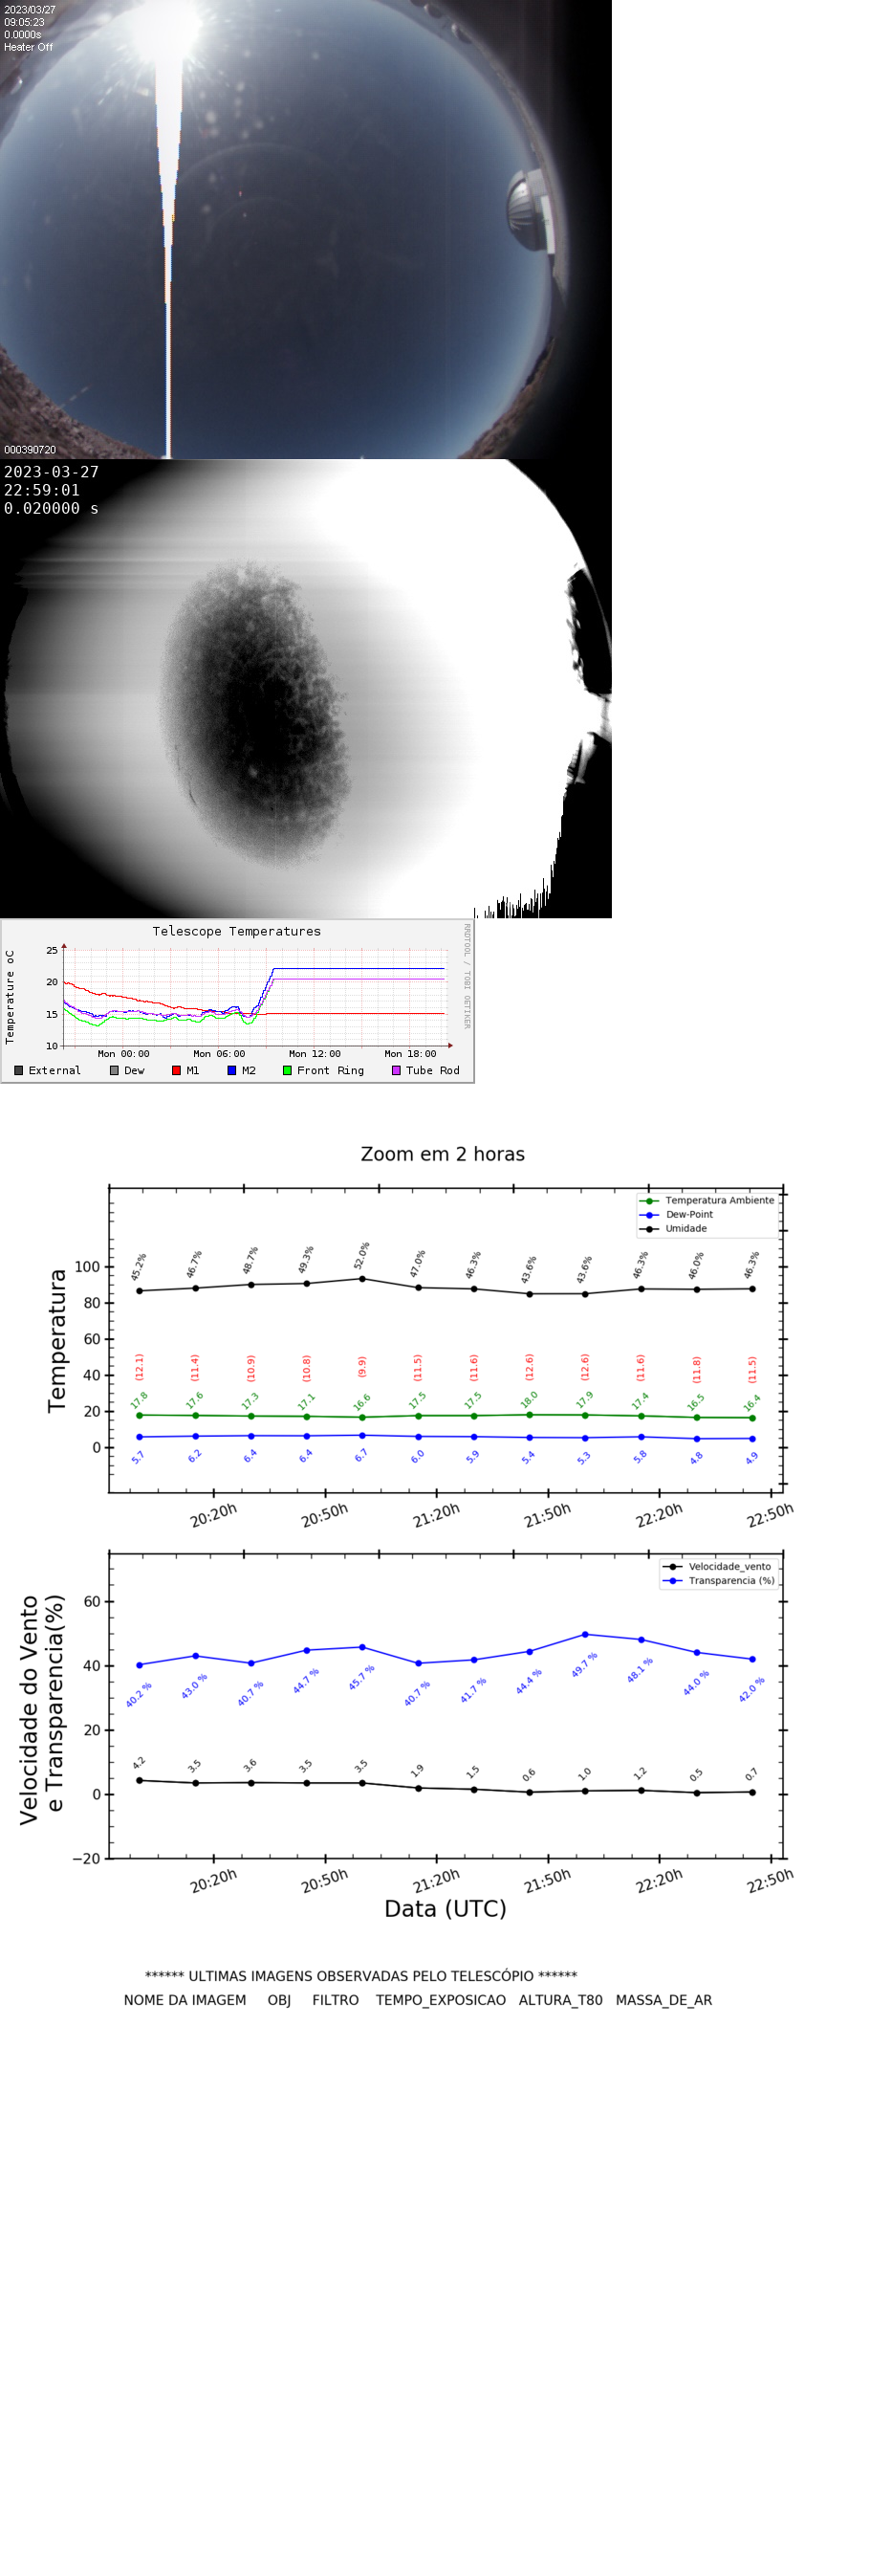 2023/03/27
09:05:23
0.0000s
Heater Off
000390720
2023-03-27
22:59:01
0.020000 s
Telescope Temperatures
RRDTOOL / TOBI OETIKER
Temperature oC
25
20
15
10
Mon 00:00 Mon 06:00 Mon 12:00 Mon 18:00
External Dew M1 M2 Front Ring Tube Rod
Zoom em 2 horas
Temperatura Ambiente
Dew-Point
Umidade
Temperatura
100
80
60
40
20
0
45.2% 46.7% 48.7% 49.3% 52.0% 47.0% 46.3% 43.6% 43.6% 46.3% 46.0% 46.3%
(12.1) (11.4) (10.9) (10.8) (9.9) (11.5) (11.6) (12.6) (12.6) (11.6) (11.8) (11.5)
17.8 17.6 17.3 17.1 16.6 17.5 17.5 18.0 17.9 17.4 16.5 16.4
5.7 6.2 6.4 6.4 6.7 6.0 5.9 5.4 5.3 5.8 4.8 4.9
20:20h 20:50h 21:20h 21:50h 22:20h 22:50h
Velocidade_vento
Transparencia (%)
Velocidade do Vento
e Transparencia(%)
60
40
20
0
−20
40.2 % 43.0 % 40.7 % 44.7 % 45.7 % 40.7 % 41.7 % 44.4 % 49.7 % 48.1 % 44.0 % 42.0 %
4.2 3.5 3.6 3.5 3.5 1.9 1.5 0.6 1.0 1.2 0.5 0.7
20:20h 20:50h 21:20h 21:50h 22:20h 22:50h
Data (UTC)
****** ULTIMAS IMAGENS OBSERVADAS PELO TELESCÓPIO ******
NOME DA IMAGEM OBJ FILTRO TEMPO_EXPOSICAO ALTURA_T80 MASSA_DE_AR